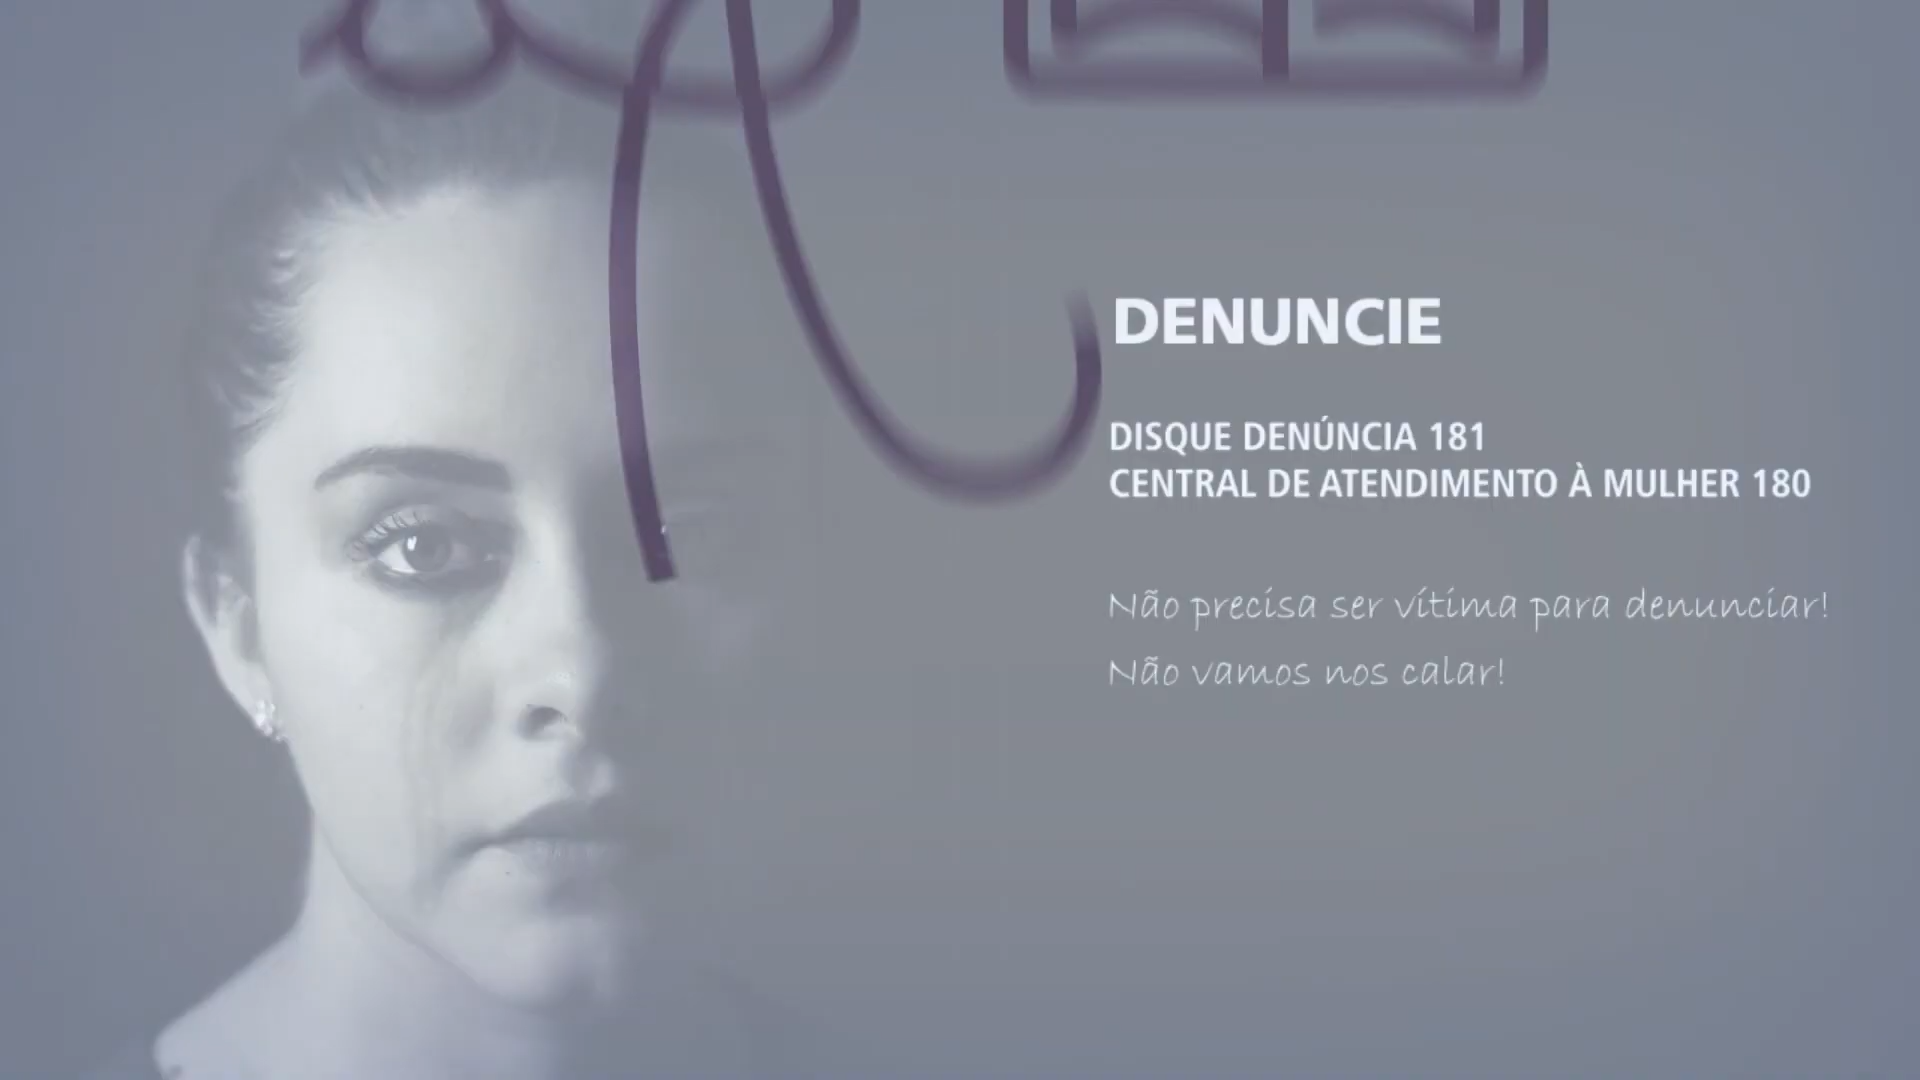 DENUNCIE
DISQUE DENÚNCIA 181
CENTRAL DE ATENDIMENTO À MULHER 180
Não precisa ser vítima para denunciar!
Não vamos nos calar!